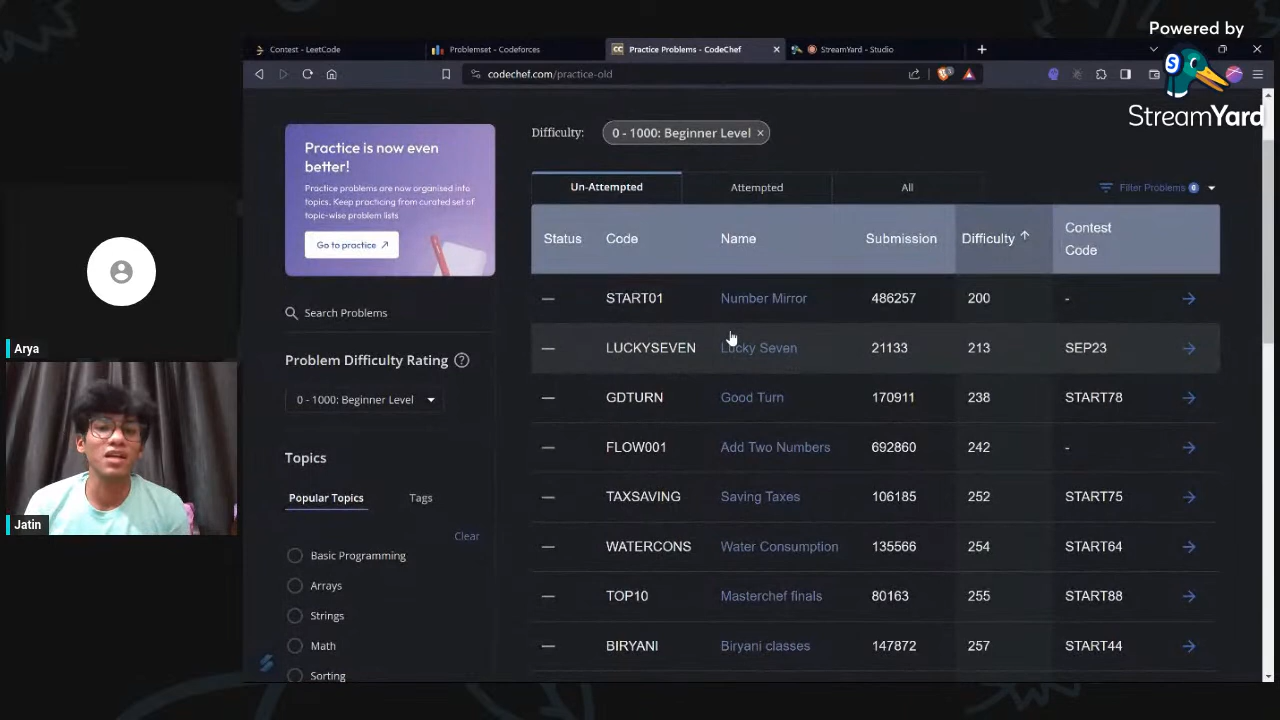 Powered by
StreamYard
Contest - LeetCode
Problemset - Codeforces
CC
Practice Problems - CodeChef
StreamYard - Studio
codechef.com/practice-old
Practice is now even
better!
Practice problems are now organised into
topics. Keep practicing from curated set of
topic-wise problem lists
Go to practice
Search Problems
Problem Difficulty Rating
0 - 1000: Beginner Level
Topics
Popular Topics
Tags
Clear
Basic Programming
Arrays
Strings
Math
Sorting
Difficulty:
0 - 1000: Beginner Level ×
Un-Attempted
Attempted
All
Filter Problems
Status Code Name Submission Difficulty Contest Code
— START01 Number Mirror 486257 200 -
— LUCKYSEVEN Lucky Seven 21133 213 SEP23
— GDTURN Good Turn 170911 238 START78
— FLOW001 Add Two Numbers 692860 242 -
— TAXSAVING Saving Taxes 106185 252 START75
— WATERCONS Water Consumption 135566 254 START64
— TOP10 Masterchef finals 80163 255 START88
— BIRYANI Biryani classes 147872 257 START44
Arya
Jatin